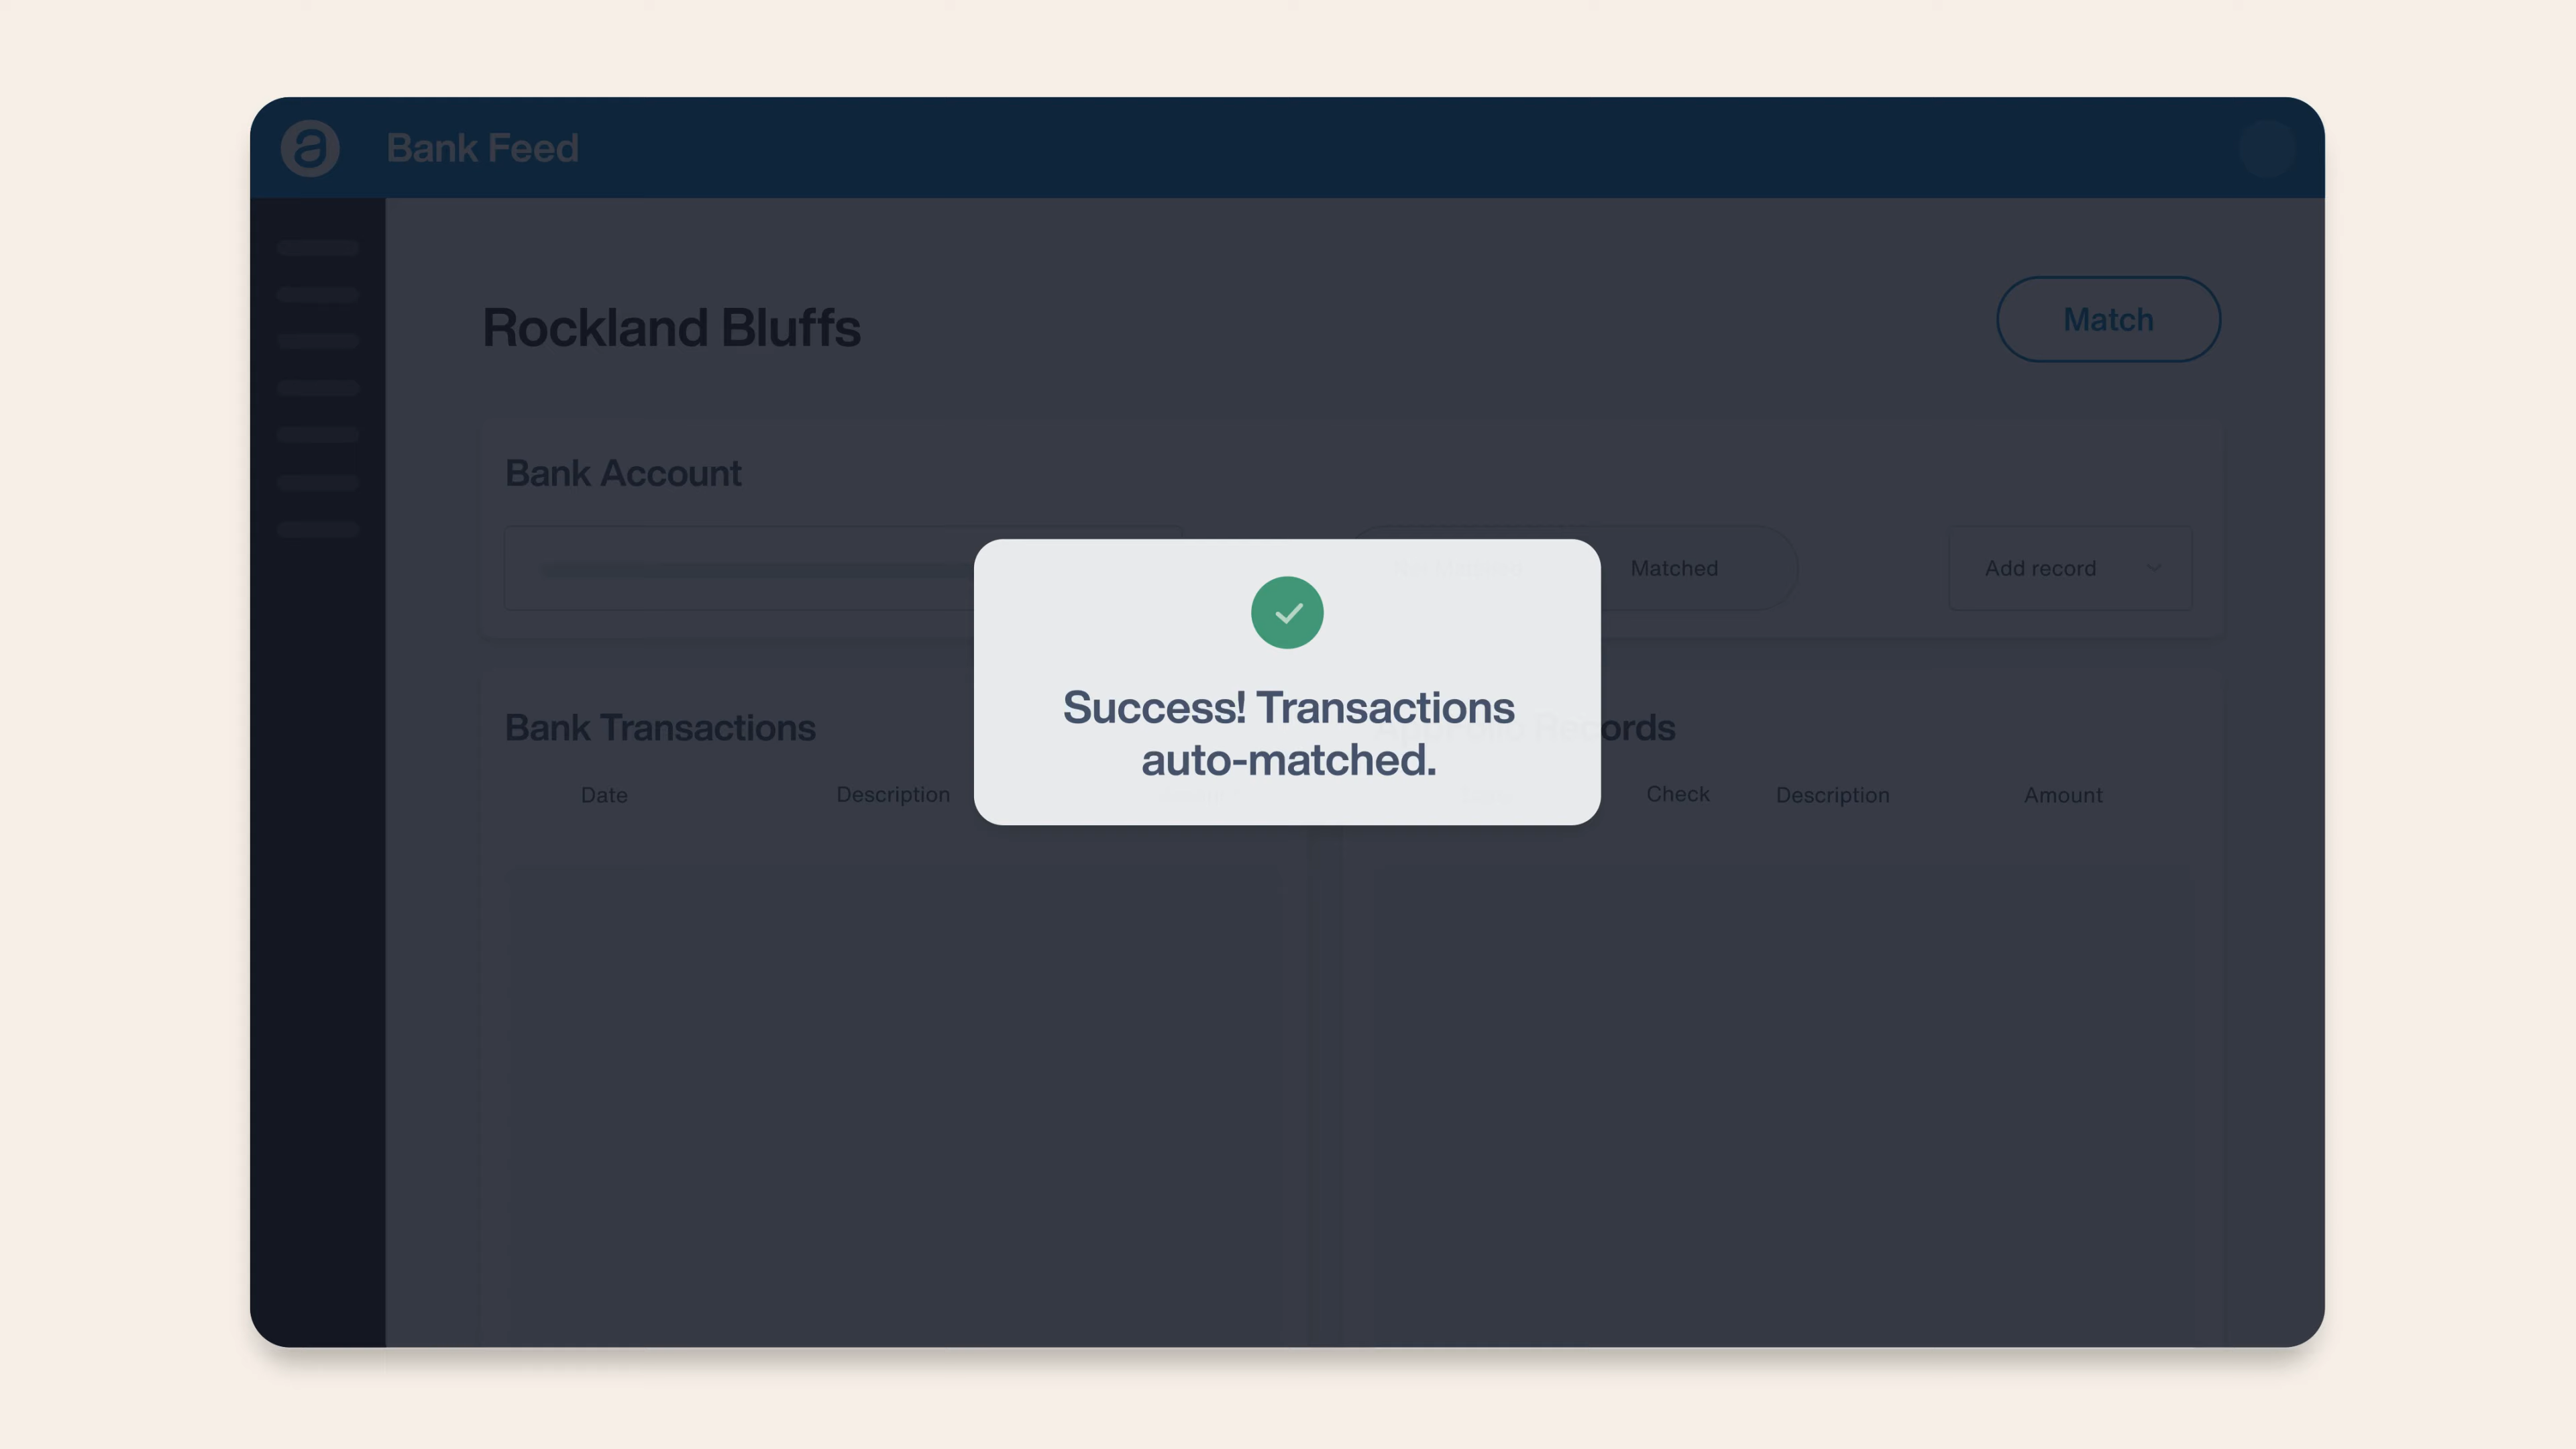 Bank Feed
Rockland Bluffs
Match
Bank Account
Matched
Add record
Success! Transactions
auto-matched.
Bank Transactions
Records
Date
Description
Check
Description
Amount